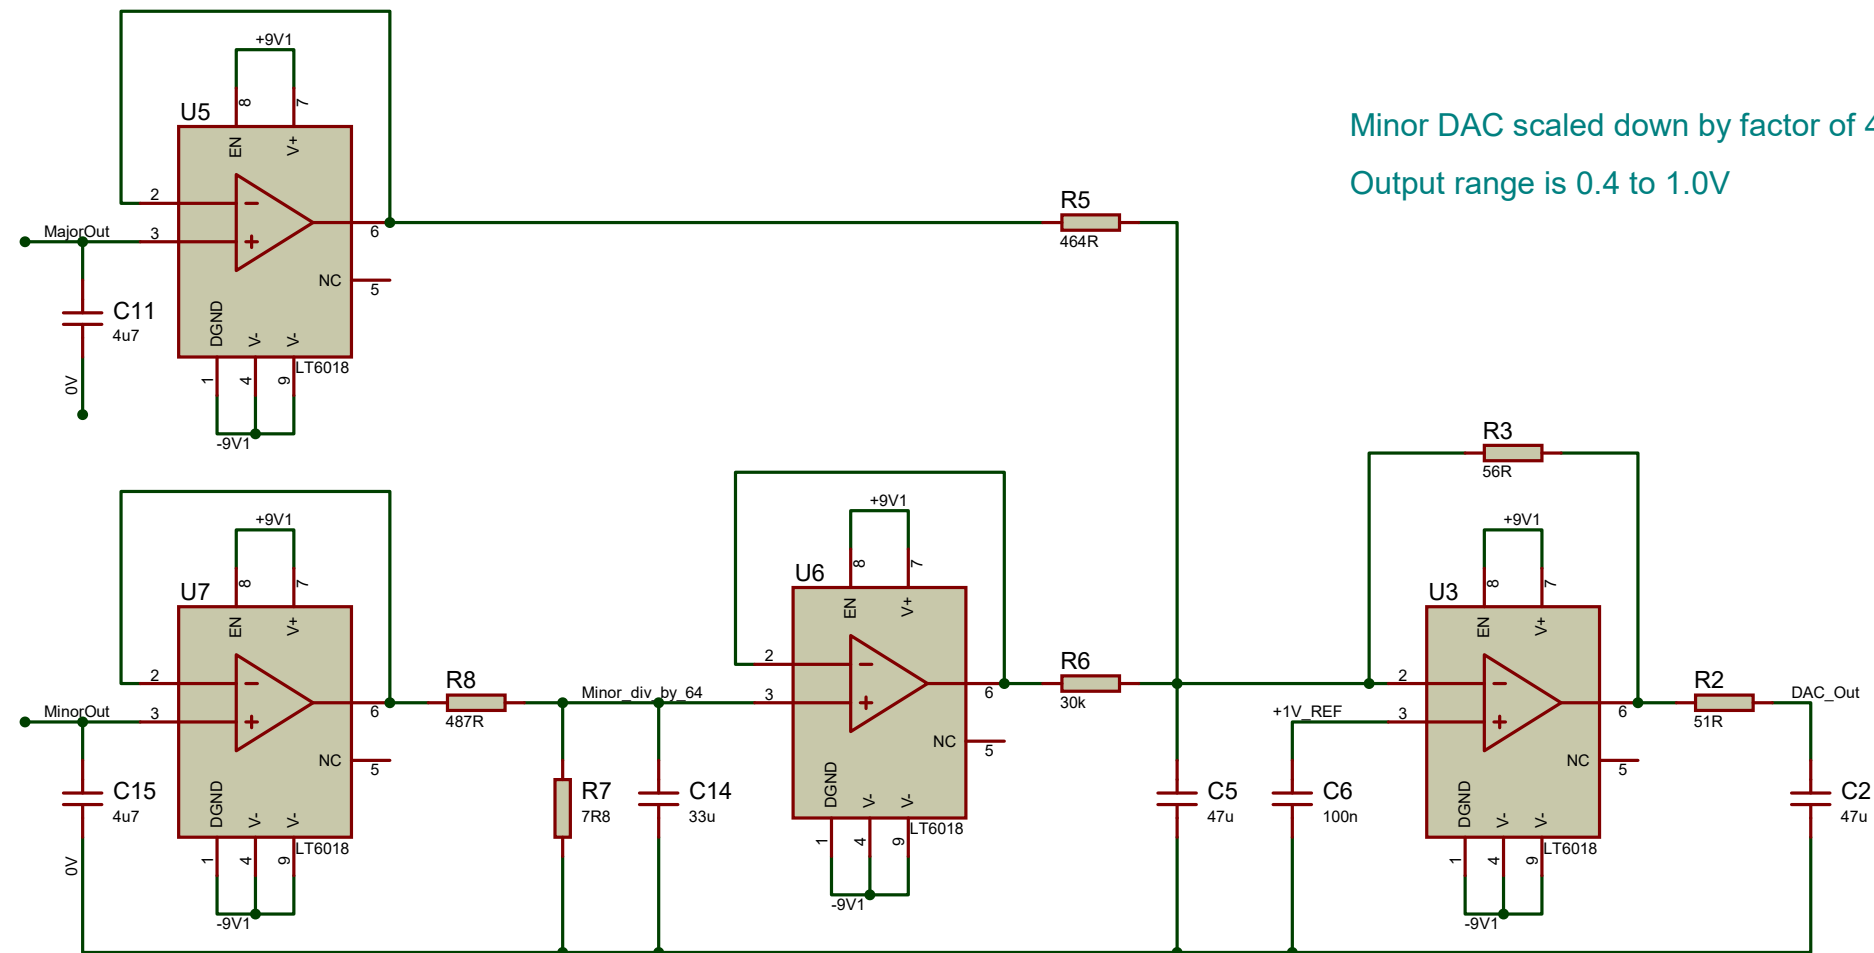 +9V1
8
7
U5
EN
V+
2
3
6
MajorOut
NC
5
C11
4u7
0V
DGND
V-
V-
LT6018
1
4
9
-9V1
Minor DAC scaled down by factor of
Output range is 0.4 to 1.0V
R5
464R
+9V1
8
7
U7
EN
V+
2
3
6
MinorOut
NC
5
C15
4u7
0V
DGND
V-
V-
LT6018
1
4
9
-9V1
R8
487R
Minor_div_by_64
R7
7R8
C14
33u
+9V1
8
7
U6
EN
V+
2
3
6
NC
5
DGND
V-
V-
LT6018
1
4
9
-9V1
R6
30k
C5
47u
+1V_REF
C6
100n
R3
56R
+9V1
8
7
U3
EN
V+
2
3
6
NC
5
DGND
V-
V-
LT6018
1
4
9
-9V1
R2
51R
DAC_Out
C2
47u